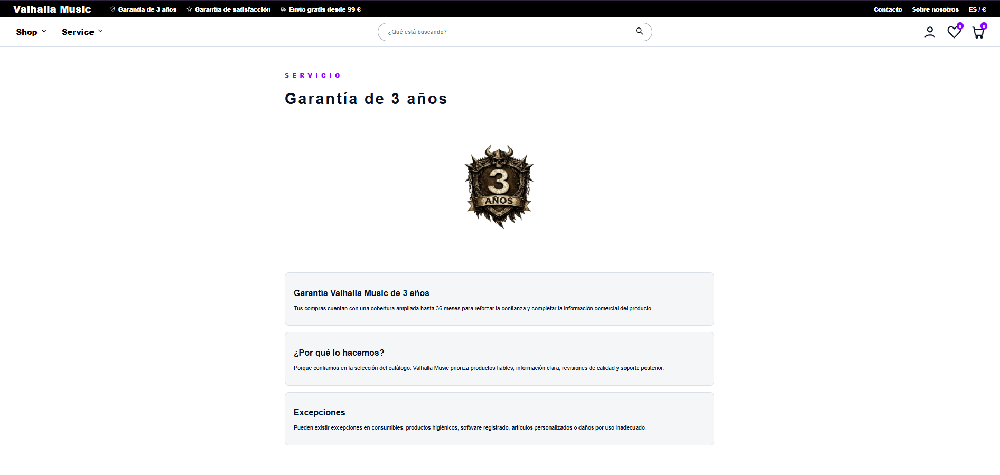 Valhalla Music
Garantía de 3 años
Garantía de satisfacción
Envío gratis desde 99 €
Contacto
Sobre nosotros
ES / €
Shop
Service
¿Qué está buscando?
0
0
SERVICIO
Garantía de 3 años
3
AÑOS
Garantía Valhalla Music de 3 años
Tus compras cuentan con una cobertura ampliada hasta 36 meses para reforzar la confianza y completar la información comercial del producto.
¿Por qué lo hacemos?
Porque confiamos en la selección del catálogo. Valhalla Music prioriza productos fiables, información clara, revisiones de calidad y soporte posterior.
Excepciones
Pueden existir excepciones en consumibles, productos higiénicos, software registrado, artículos personalizados o daños por uso inadecuado.